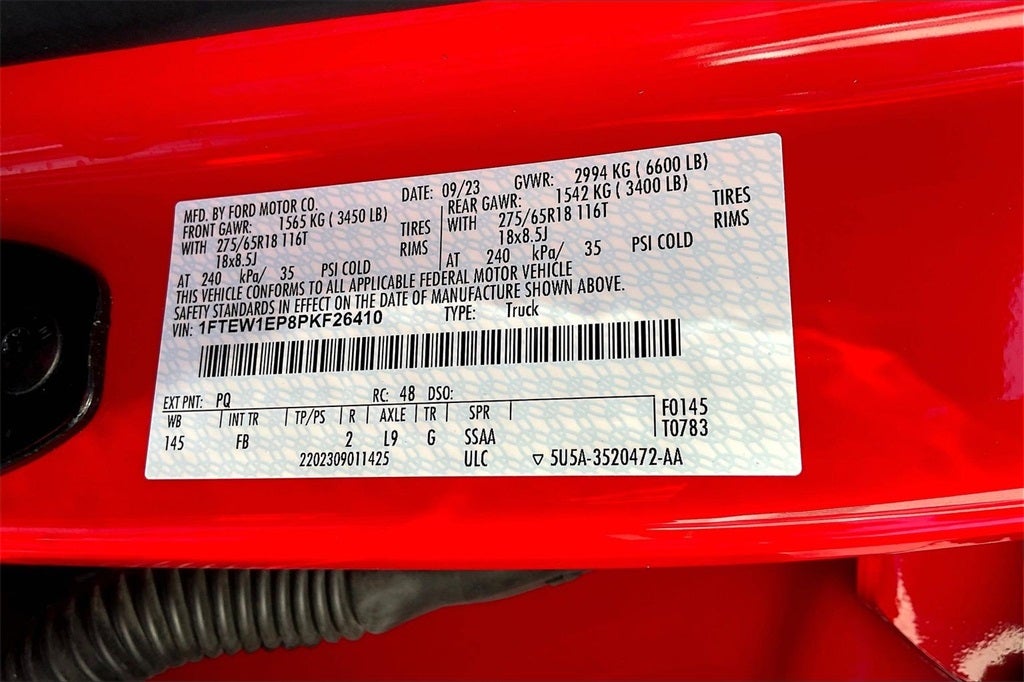 MFD. BY FORD MOTOR CO. DATE: 09/23 GVWR: 2994 KG ( 6600 LB)
FRONT GAWR: 1565 KG ( 3450 LB) REAR GAWR: 1542 KG ( 3400 LB)
WITH 275/65R18 116T TIRES WITH 275/65R18 116T TIRES
18x8.5J RIMS 18x8.5J RIMS
AT 240 kPa/ 35 PSI COLD AT 240 kPa/ 35 PSI COLD
THIS VEHICLE CONFORMS TO ALL APPLICABLE FEDERAL MOTOR VEHICLE
SAFETY STANDARDS IN EFFECT ON THE DATE OF MANUFACTURE SHOWN ABOVE.
VIN: 1FTEW1EP8PKF26410 TYPE: Truck
EXT PNT: PQ RC: 48 DSO:
WB INT TR TP/PS R AXLE TR SPR F0145
145 FB 2 L9 G SSAA T0783
2202309011425 ULC ▽ 5U5A-3520472-AA